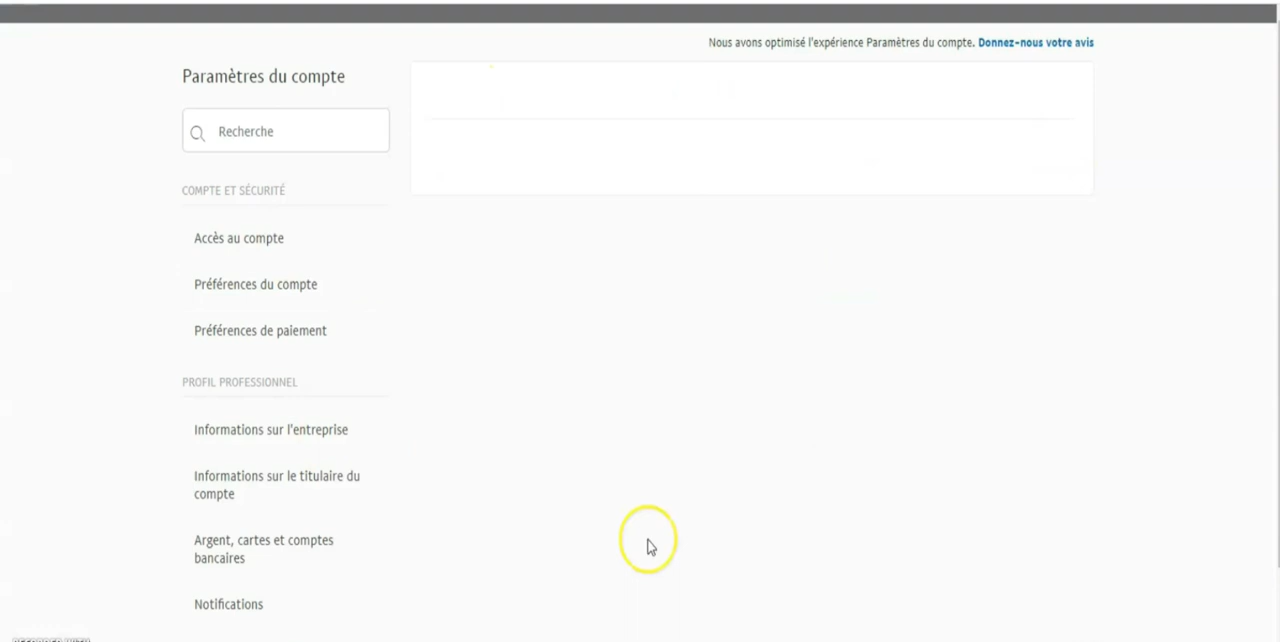 Nous avons optimisé l'expérience Paramètres du compte. Donnez-nous votre avis
Paramètres du compte
Recherche
COMPTE ET SÉCURITÉ
Accès au compte
Préférences du compte
Préférences de paiement
PROFIL PROFESSIONNEL
Informations sur l'entreprise
Informations sur le titulaire du
compte
Argent, cartes et comptes
bancaires
Notifications